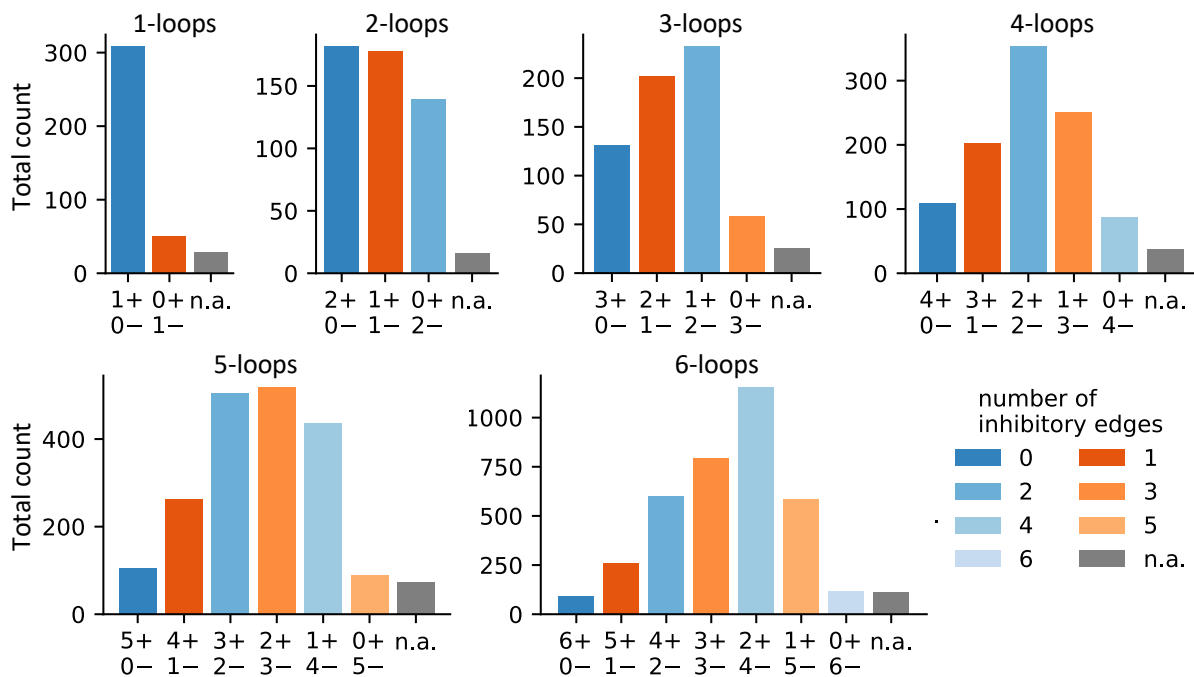 1-loops
2-loops
3-loops
4-loops
Total count
300
200
100
0
1+ 0+ n.a.
0− 1−
150
100
50
0
2+ 1+ 0+ n.a.
0− 1− 2−
200
150
100
50
0
3+ 2+ 1+ 0+ n.a.
0− 1− 2− 3−
300
200
100
0
4+ 3+ 2+ 1+ 0+ n.a.
0− 1− 2− 3− 4−
5-loops
6-loops
Total count
400
200
0
5+ 4+ 3+ 2+ 1+ 0+ n.a.
0− 1− 2− 3− 4− 5−
1000
750
500
250
0
6+ 5+ 4+ 3+ 2+ 1+ 0+ n.a.
0− 1− 2− 3− 4− 5− 6−
number of
inhibitory edges
0 1
2 3
4 5
6 n.a.